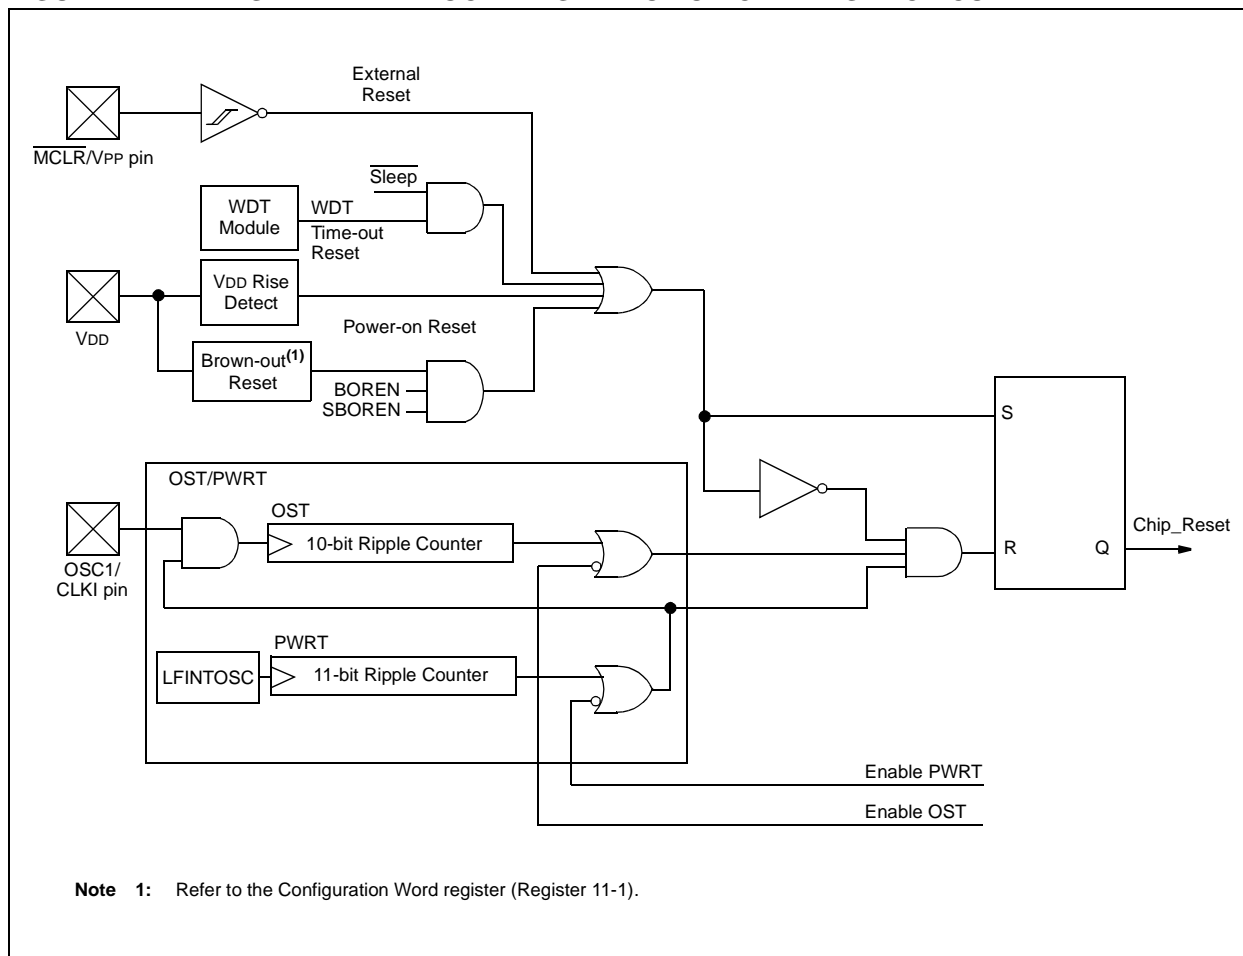 External
Reset
MCLR/VPP pin
Sleep
WDT
Module
WDT
Time-out
Reset
VDD Rise
Detect
VDD
Power-on Reset
Brown-out(1)
Reset
BOREN
SBOREN
S
OST/PWRT
OST
10-bit Ripple Counter
OSC1/
CLKI pin
Chip_Reset
R
Q
PWRT
LFINTOSC
11-bit Ripple Counter
Enable PWRT
Enable OST
Note 1: Refer to the Configuration Word register (Register 11-1).